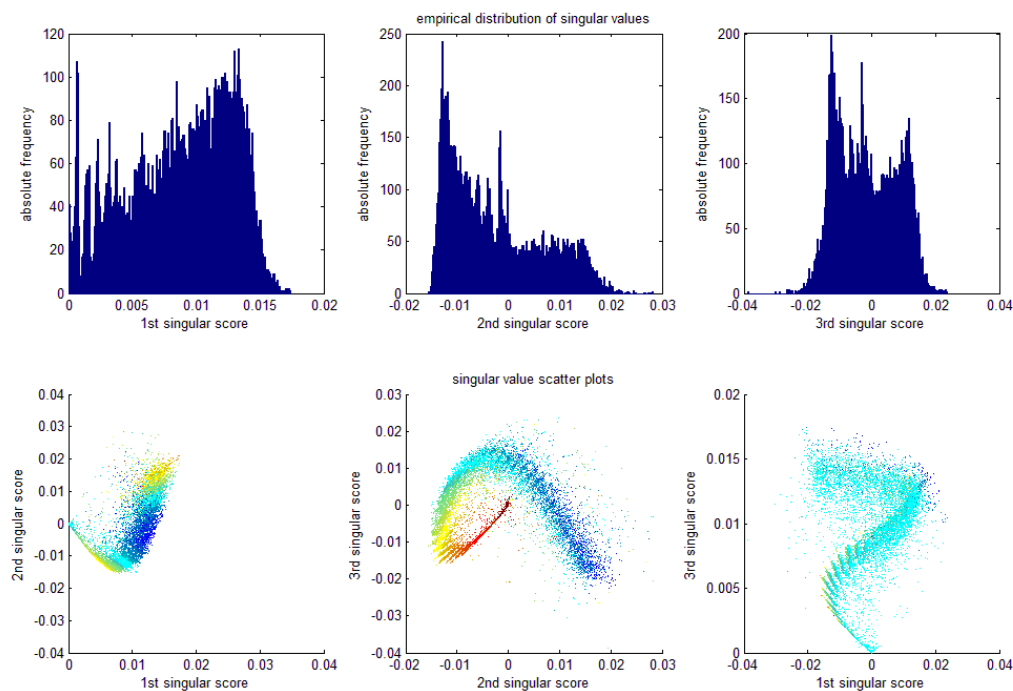 empirical distribution of singular values
120
100
80
60
40
20
0
absolute frequency
0 0.005 0.01 0.015 0.02
1st singular score
250
200
150
100
50
0
absolute frequency
-0.02 -0.01 0 0.01 0.02 0.03
2nd singular score
200
150
100
50
0
absolute frequency
-0.04 -0.02 0 0.02 0.04
3rd singular score
singular value scatter plots
0.04
0.03
0.02
0.01
0
-0.01
-0.02
-0.03
-0.04
2nd singular score
0 0.01 0.02 0.03 0.04
1st singular score
0.03
0.02
0.01
0
-0.01
-0.02
-0.03
-0.04
3rd singular score
-0.02 -0.01 0 0.01 0.02 0.03
2nd singular score
0.02
0.015
0.01
0.005
0
3rd singular score
-0.04 -0.02 0 0.02 0.04
1st singular score